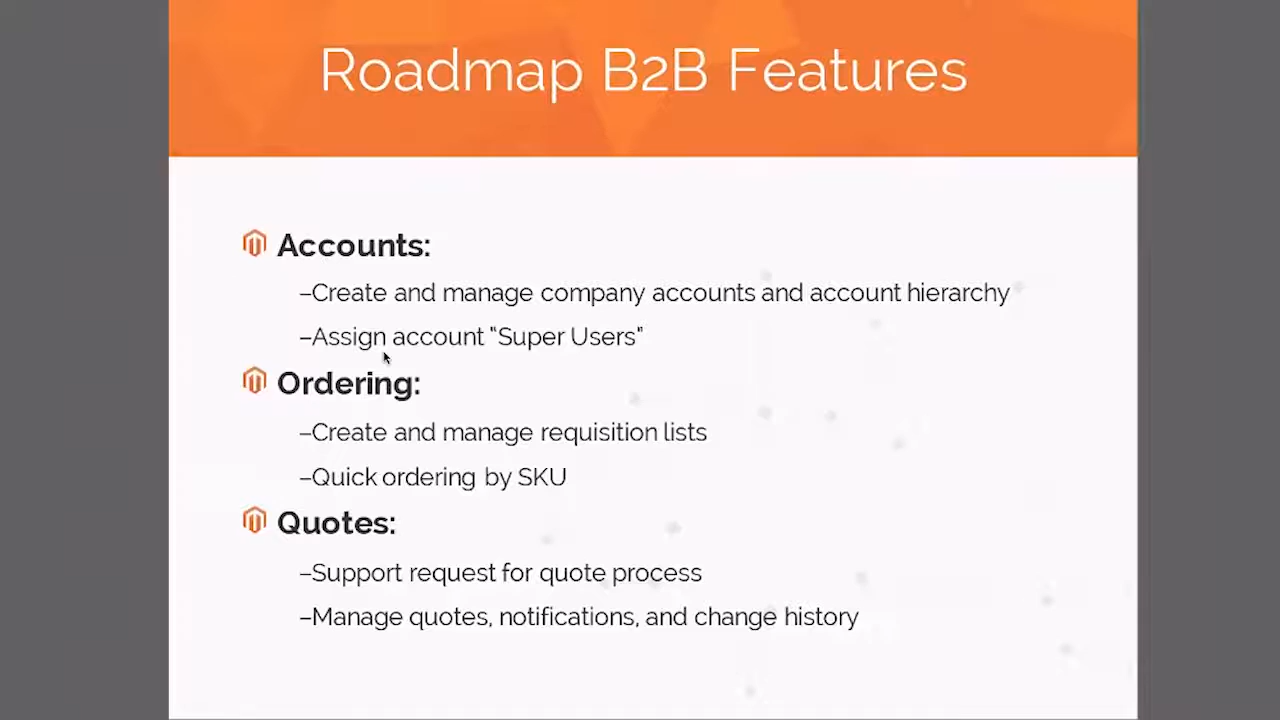 Roadmap B2B Features
Accounts:
–Create and manage company accounts and account hierarchy
–Assign account "Super Users"
Ordering:
–Create and manage requisition lists
–Quick ordering by SKU
Quotes:
–Support request for quote process
–Manage quotes, notifications, and change history